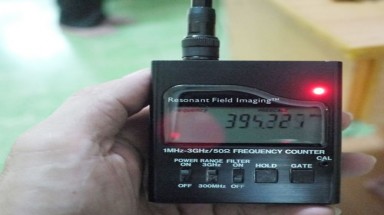 Resonant Field Imaging™
394.327
1MHz-3GHz/50Ω FREQUENCY COUNTER
CAL
POWER RANGE FILTER
ON 3GHz ON HOLD GATE
OFF 300MHz OFF